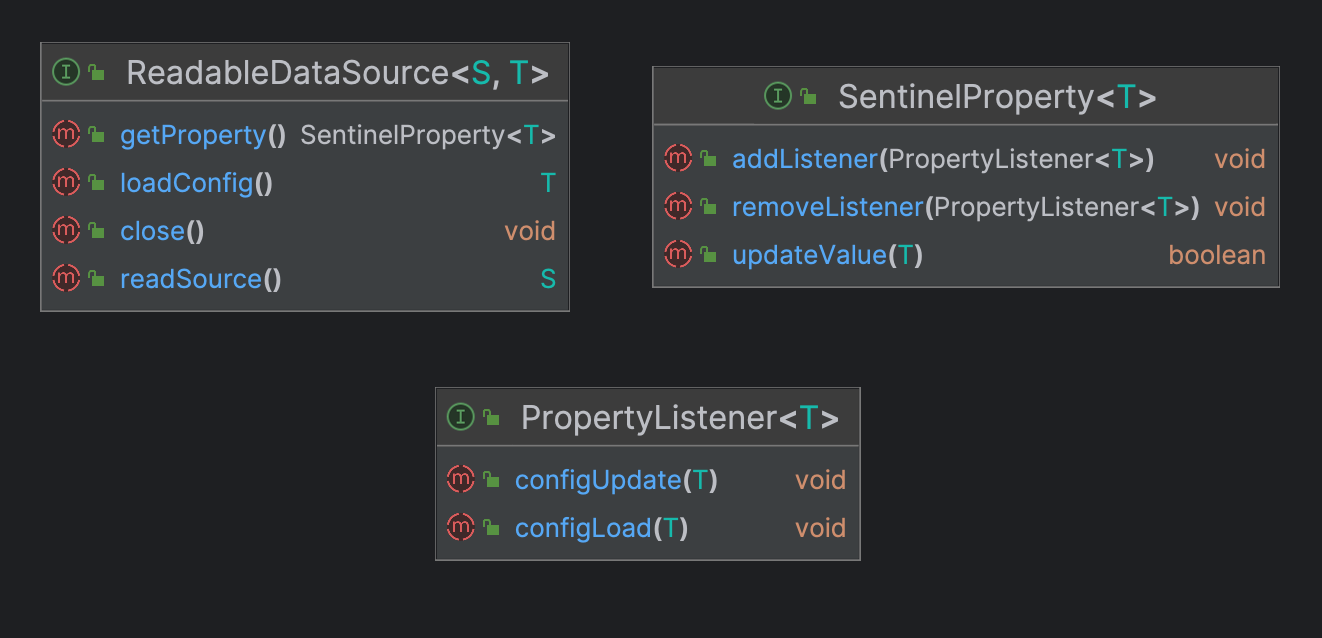 ReadableDataSource<S, T>
getProperty() SentinelProperty<T>
loadConfig() T
close() void
readSource() S
SentinelProperty<T>
addListener(PropertyListener<T>) void
removeListener(PropertyListener<T>) void
updateValue(T) boolean
PropertyListener<T>
configUpdate(T) void
configLoad(T) void